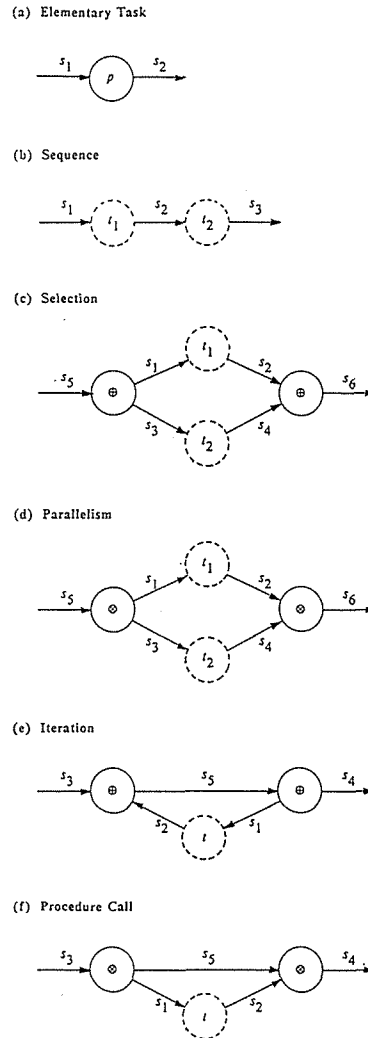 (a) Elementary Task
s1 p s2
(b) Sequence
s1 t1 s2 t2 s3
(c) Selection
t1
s1 s2
s5 ⊕ ⊕ s6
s3 s4
t2
(d) Parallelism
t1
s1 s2
s5 ⊗ ⊗ s6
s3 s4
t2
(e) Iteration
s3 ⊕ s5 ⊕ s4
s2 t s1
(f) Procedure Call
s3 ⊗ s5 ⊗ s4
s1 t s2